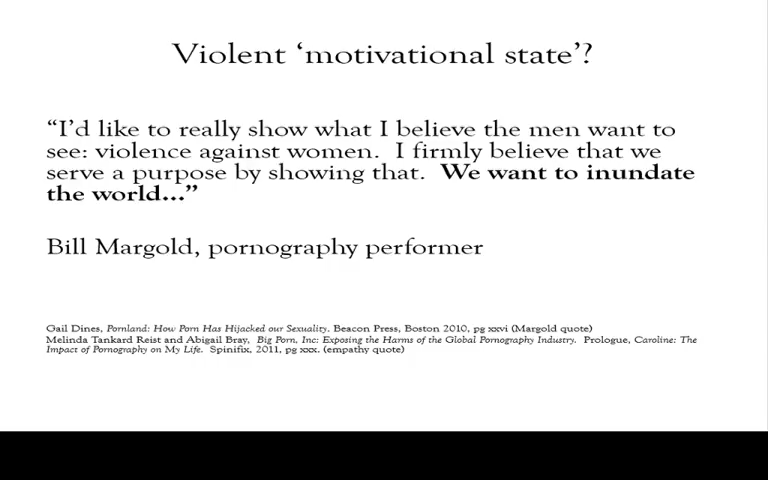 Violent ‘motivational state’?
“I’d like to really show what I believe the men want to
see: violence against women.  I firmly believe that we
serve a purpose by showing that.  We want to inundate
the world...”
Bill Margold, pornography performer
Gail Dines, Pornland: How Porn Has Hijacked our Sexuality. Beacon Press, Boston 2010, pg xxvi (Margold quote)
Melinda Tankard Reist and Abigail Bray,  Big Porn, Inc: Exposing the Harms of the Global Pornography Industry.  Prologue, Caroline: The
Impact of Pornography on My Life.  Spinifix, 2011, pg xxx. (empathy quote)